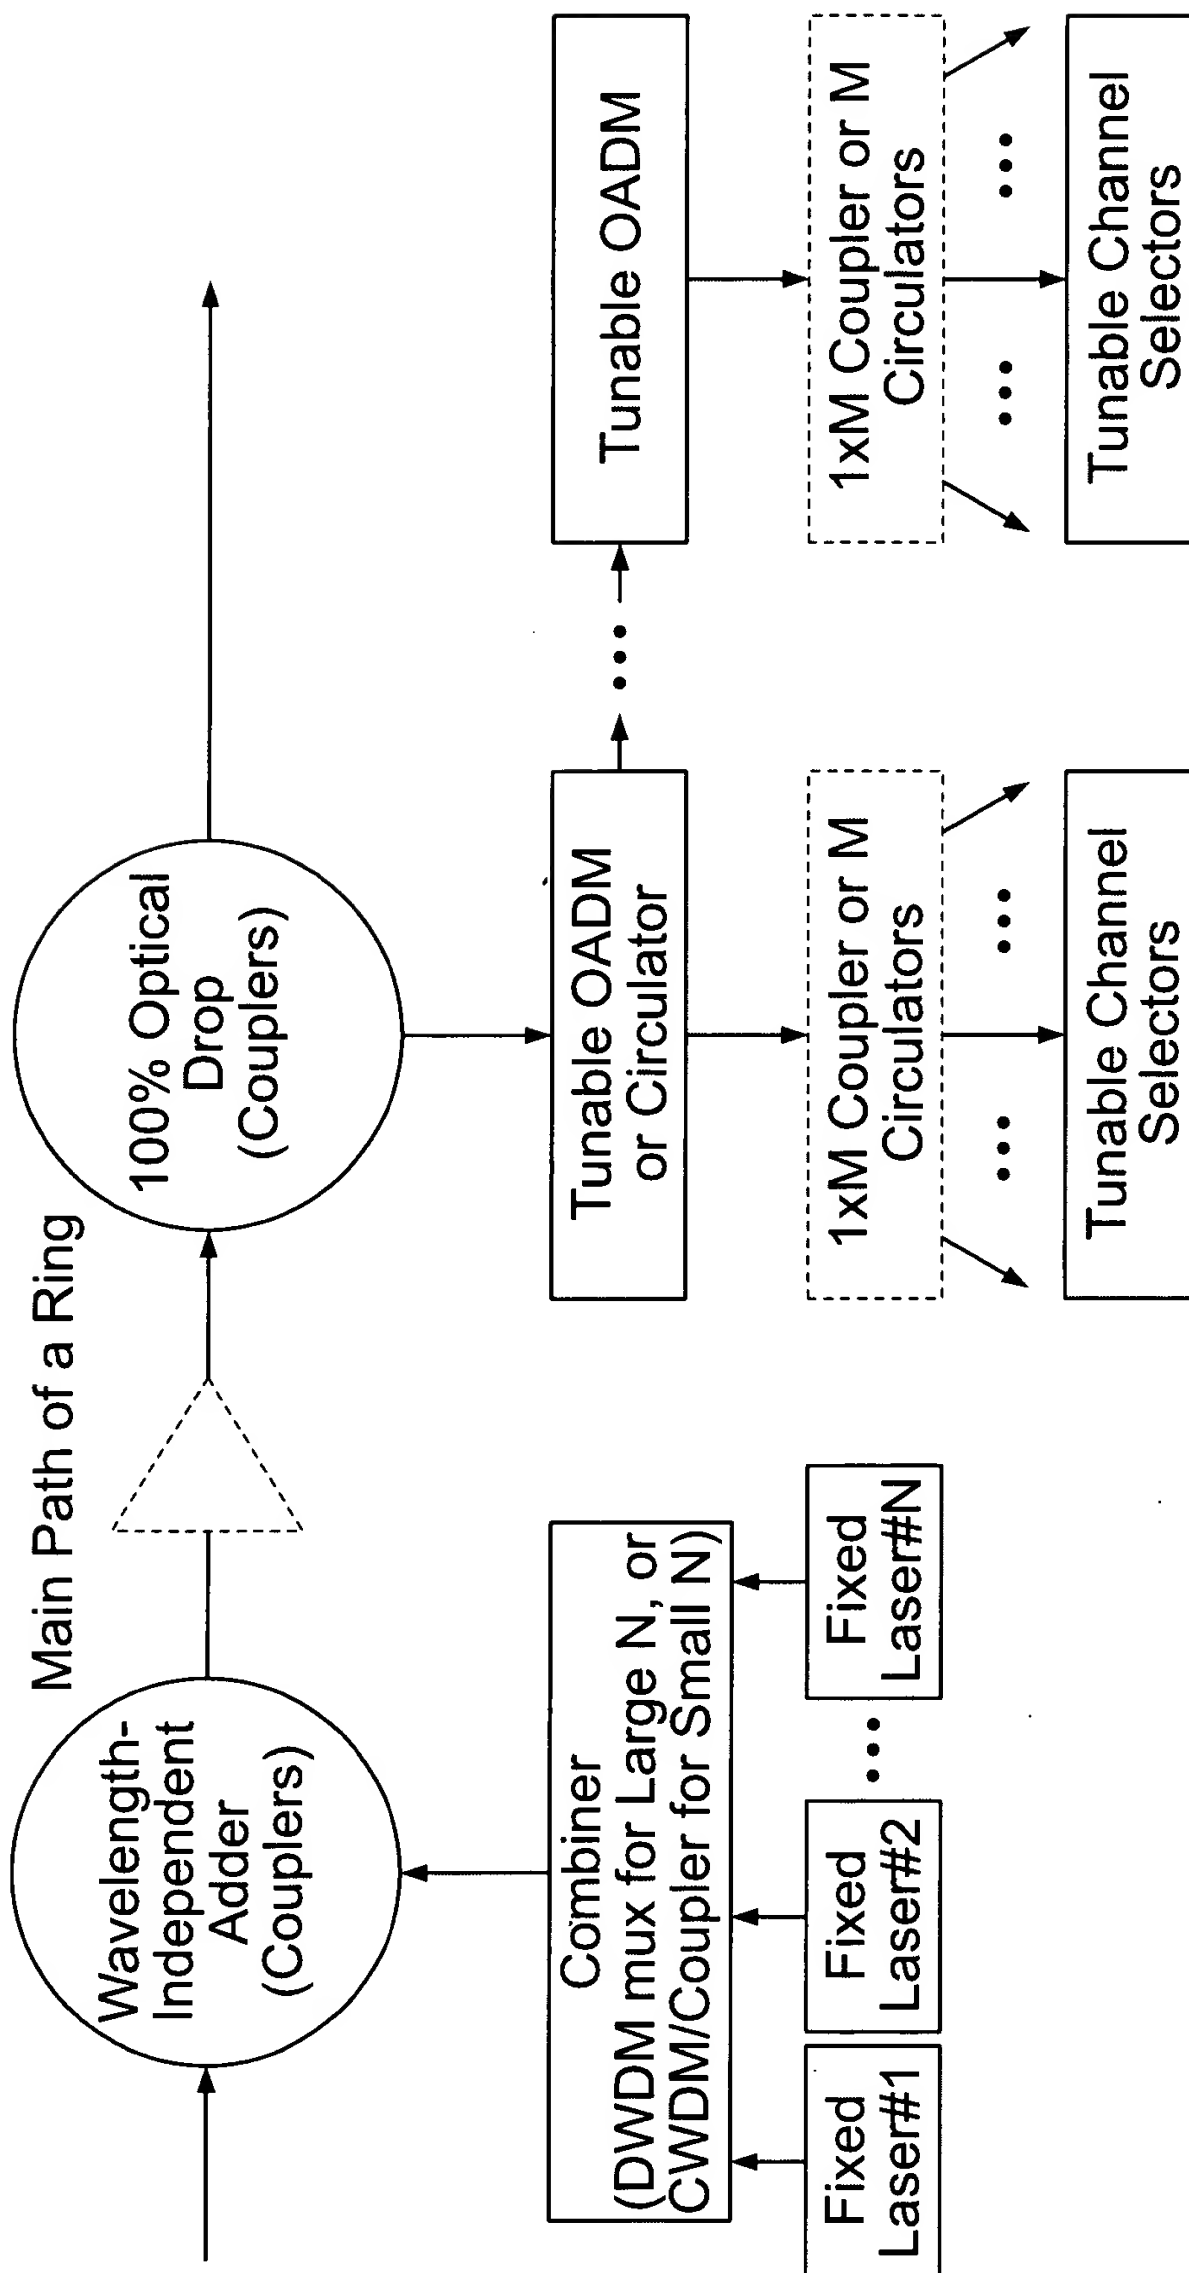 Main Path of a Ring
Wavelength-
Independent
Adder
(Couplers)
100% Optical
Drop
(Couplers)
Combiner
(DWDM mux for Large N, or
CWDM/Coupler for Small N)
Tunable OADM
or Circulator
Tunable OADM
Fixed
Laser#1
Fixed
Laser#2
Fixed
Laser#N
1xM Coupler or M
Circulators
1xM Coupler or M
Circulators
Tunable Channel
Selectors
Tunable Channel
Selectors